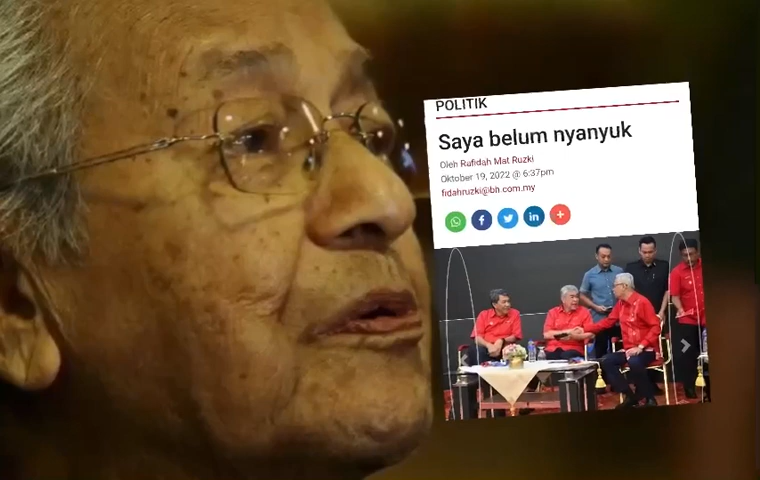 POLITIK
Saya belum nyanyuk
Oleh Rafidah Mat Ruzki
Oktober 19, 2022 @ 6:37pm
fidahruzki@bh.com.my